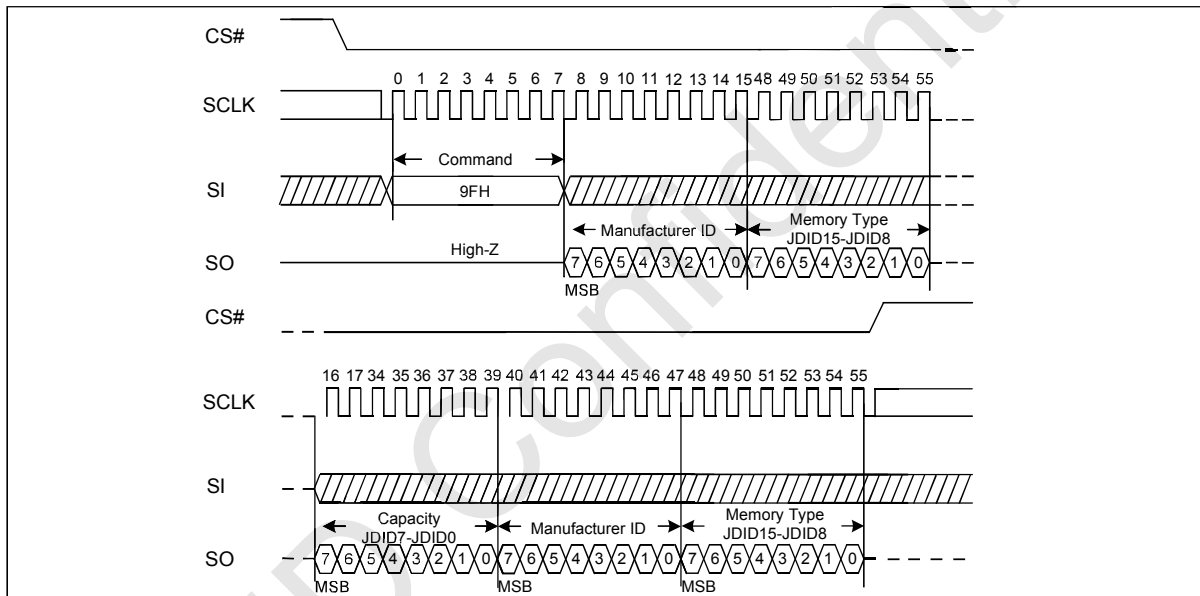 CS#
0 1 2 3 4 5 6 7 8 9 10 11 12 13 14 15 48 49 50 51 52 53 54 55
SCLK
Command
SI
9FH
Manufacturer ID
Memory Type
JDID15-JDID8
High-Z
SO
7 6 5 4 3 2 1 0 7 6 5 4 3 2 1 0
MSB
CS#
16 17 34 35 36 37 38 39 40 41 42 43 44 45 46 47 48 49 50 51 52 53 54 55
SCLK
SI
Capacity
JDID7-JDID0
Manufacturer ID
Memory Type
JDID15-JDID8
SO
7 6 5 4 3 2 1 0 7 6 5 4 3 2 1 0 7 6 5 4 3 2 1 0
MSB MSB MSB